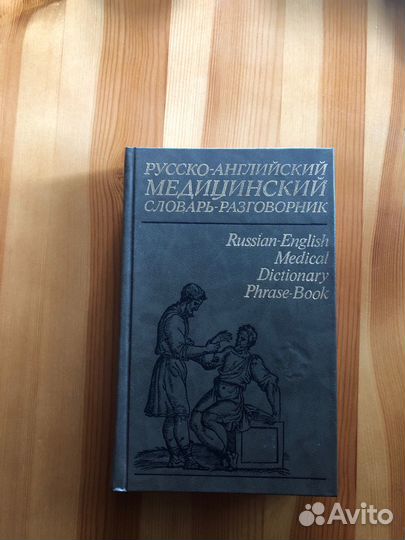 РУССКО-АНГЛИЙСКИЙ
МЕДИЦИНСКИЙ
СЛОВАРЬ-РАЗГОВОРНИК
Russian-English
Medical
Dictionary
Phrase-Book
Avito